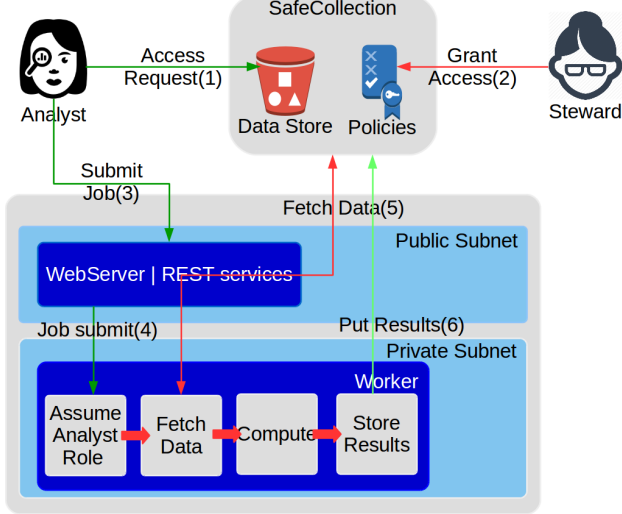 SafeCollection
Access
Request(1)
Grant
Access(2)
Analyst
Data Store
Policies
Steward
Submit
Job(3)
Fetch Data(5)
Public Subnet
WebServer | REST services
Job submit(4)
Put Results(6)
Private Subnet
Worker
Assume
Analyst
Role
Fetch
Data
Compute
Store
Results